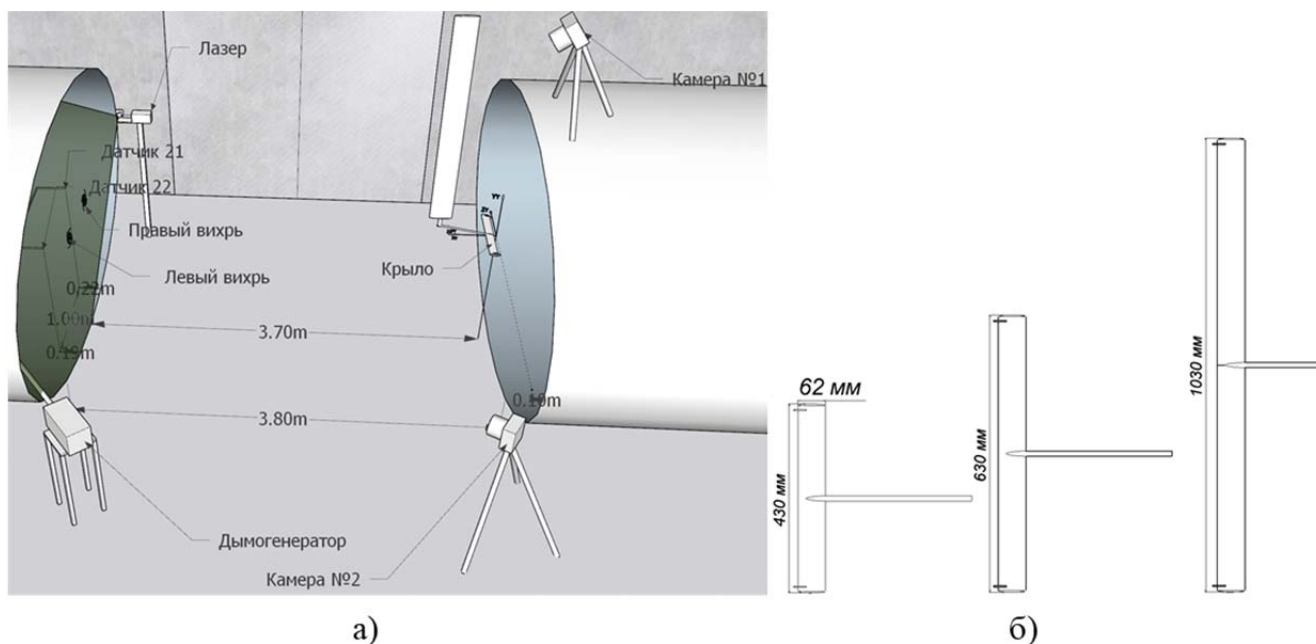 Лазер
Камера №1
Датчик 21
Датчик 22
Правый вихрь
Крыло
Левый вихрь
0.22m
1.00m
3.70m
0.19m
0.10m
3.80m
Дымогенератор
Камера №2
а)
62 мм
430 мм
630 мм
1030 мм
б)